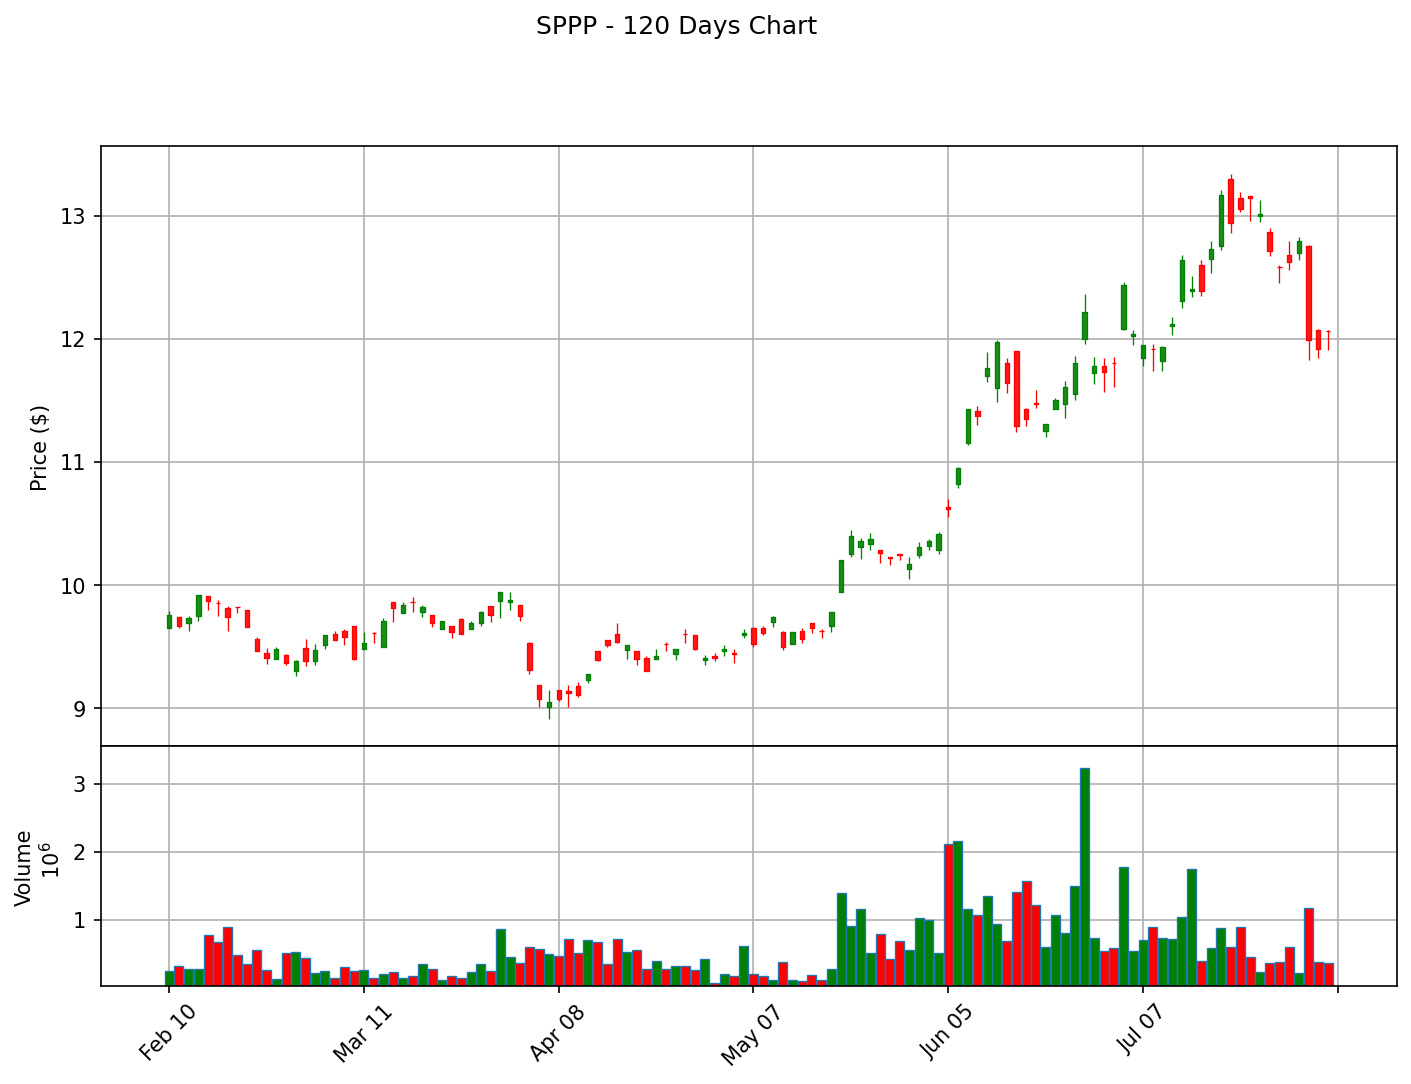 SPPP - 120 Days Chart
Price ($)
13
12
11
10
9
Volume
10^6
3
2
1
Feb 10
Mar 11
Apr 08
May 07
Jun 05
Jul 07